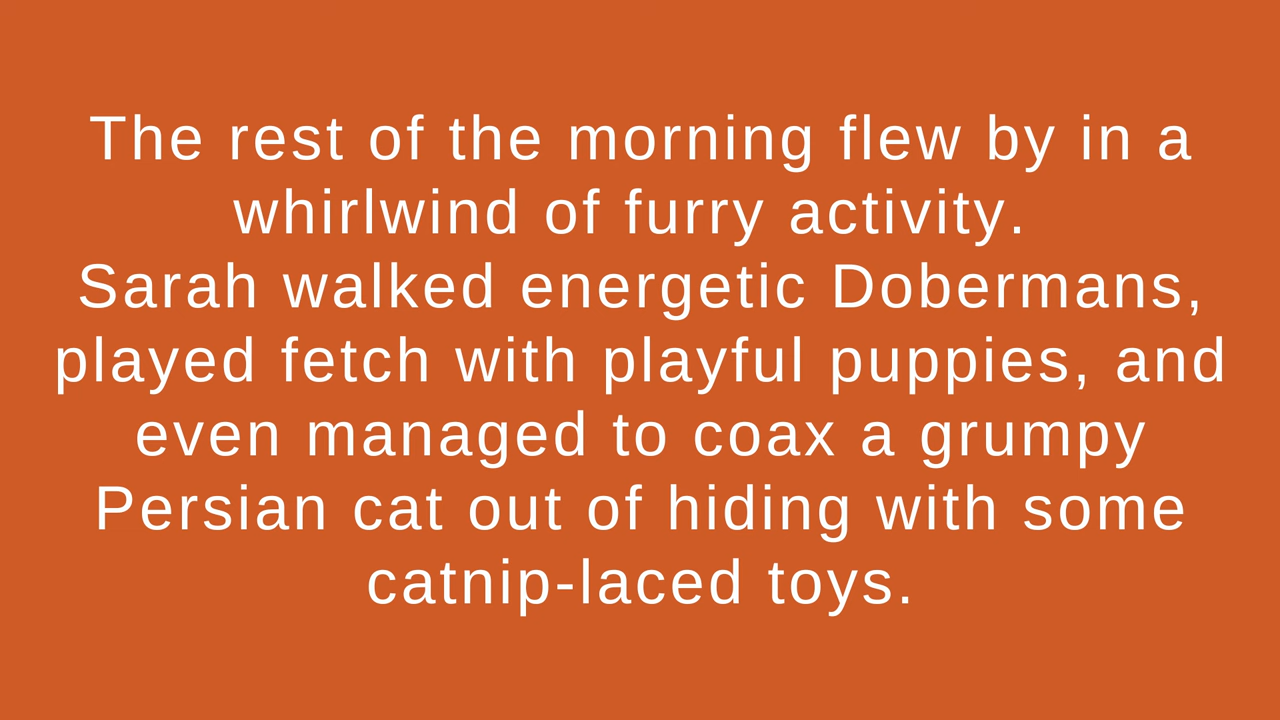 The rest of the morning flew by in a
whirlwind of furry activity.
Sarah walked energetic Dobermans,
played fetch with playful puppies, and
even managed to coax a grumpy
Persian cat out of hiding with some
catnip-laced toys.